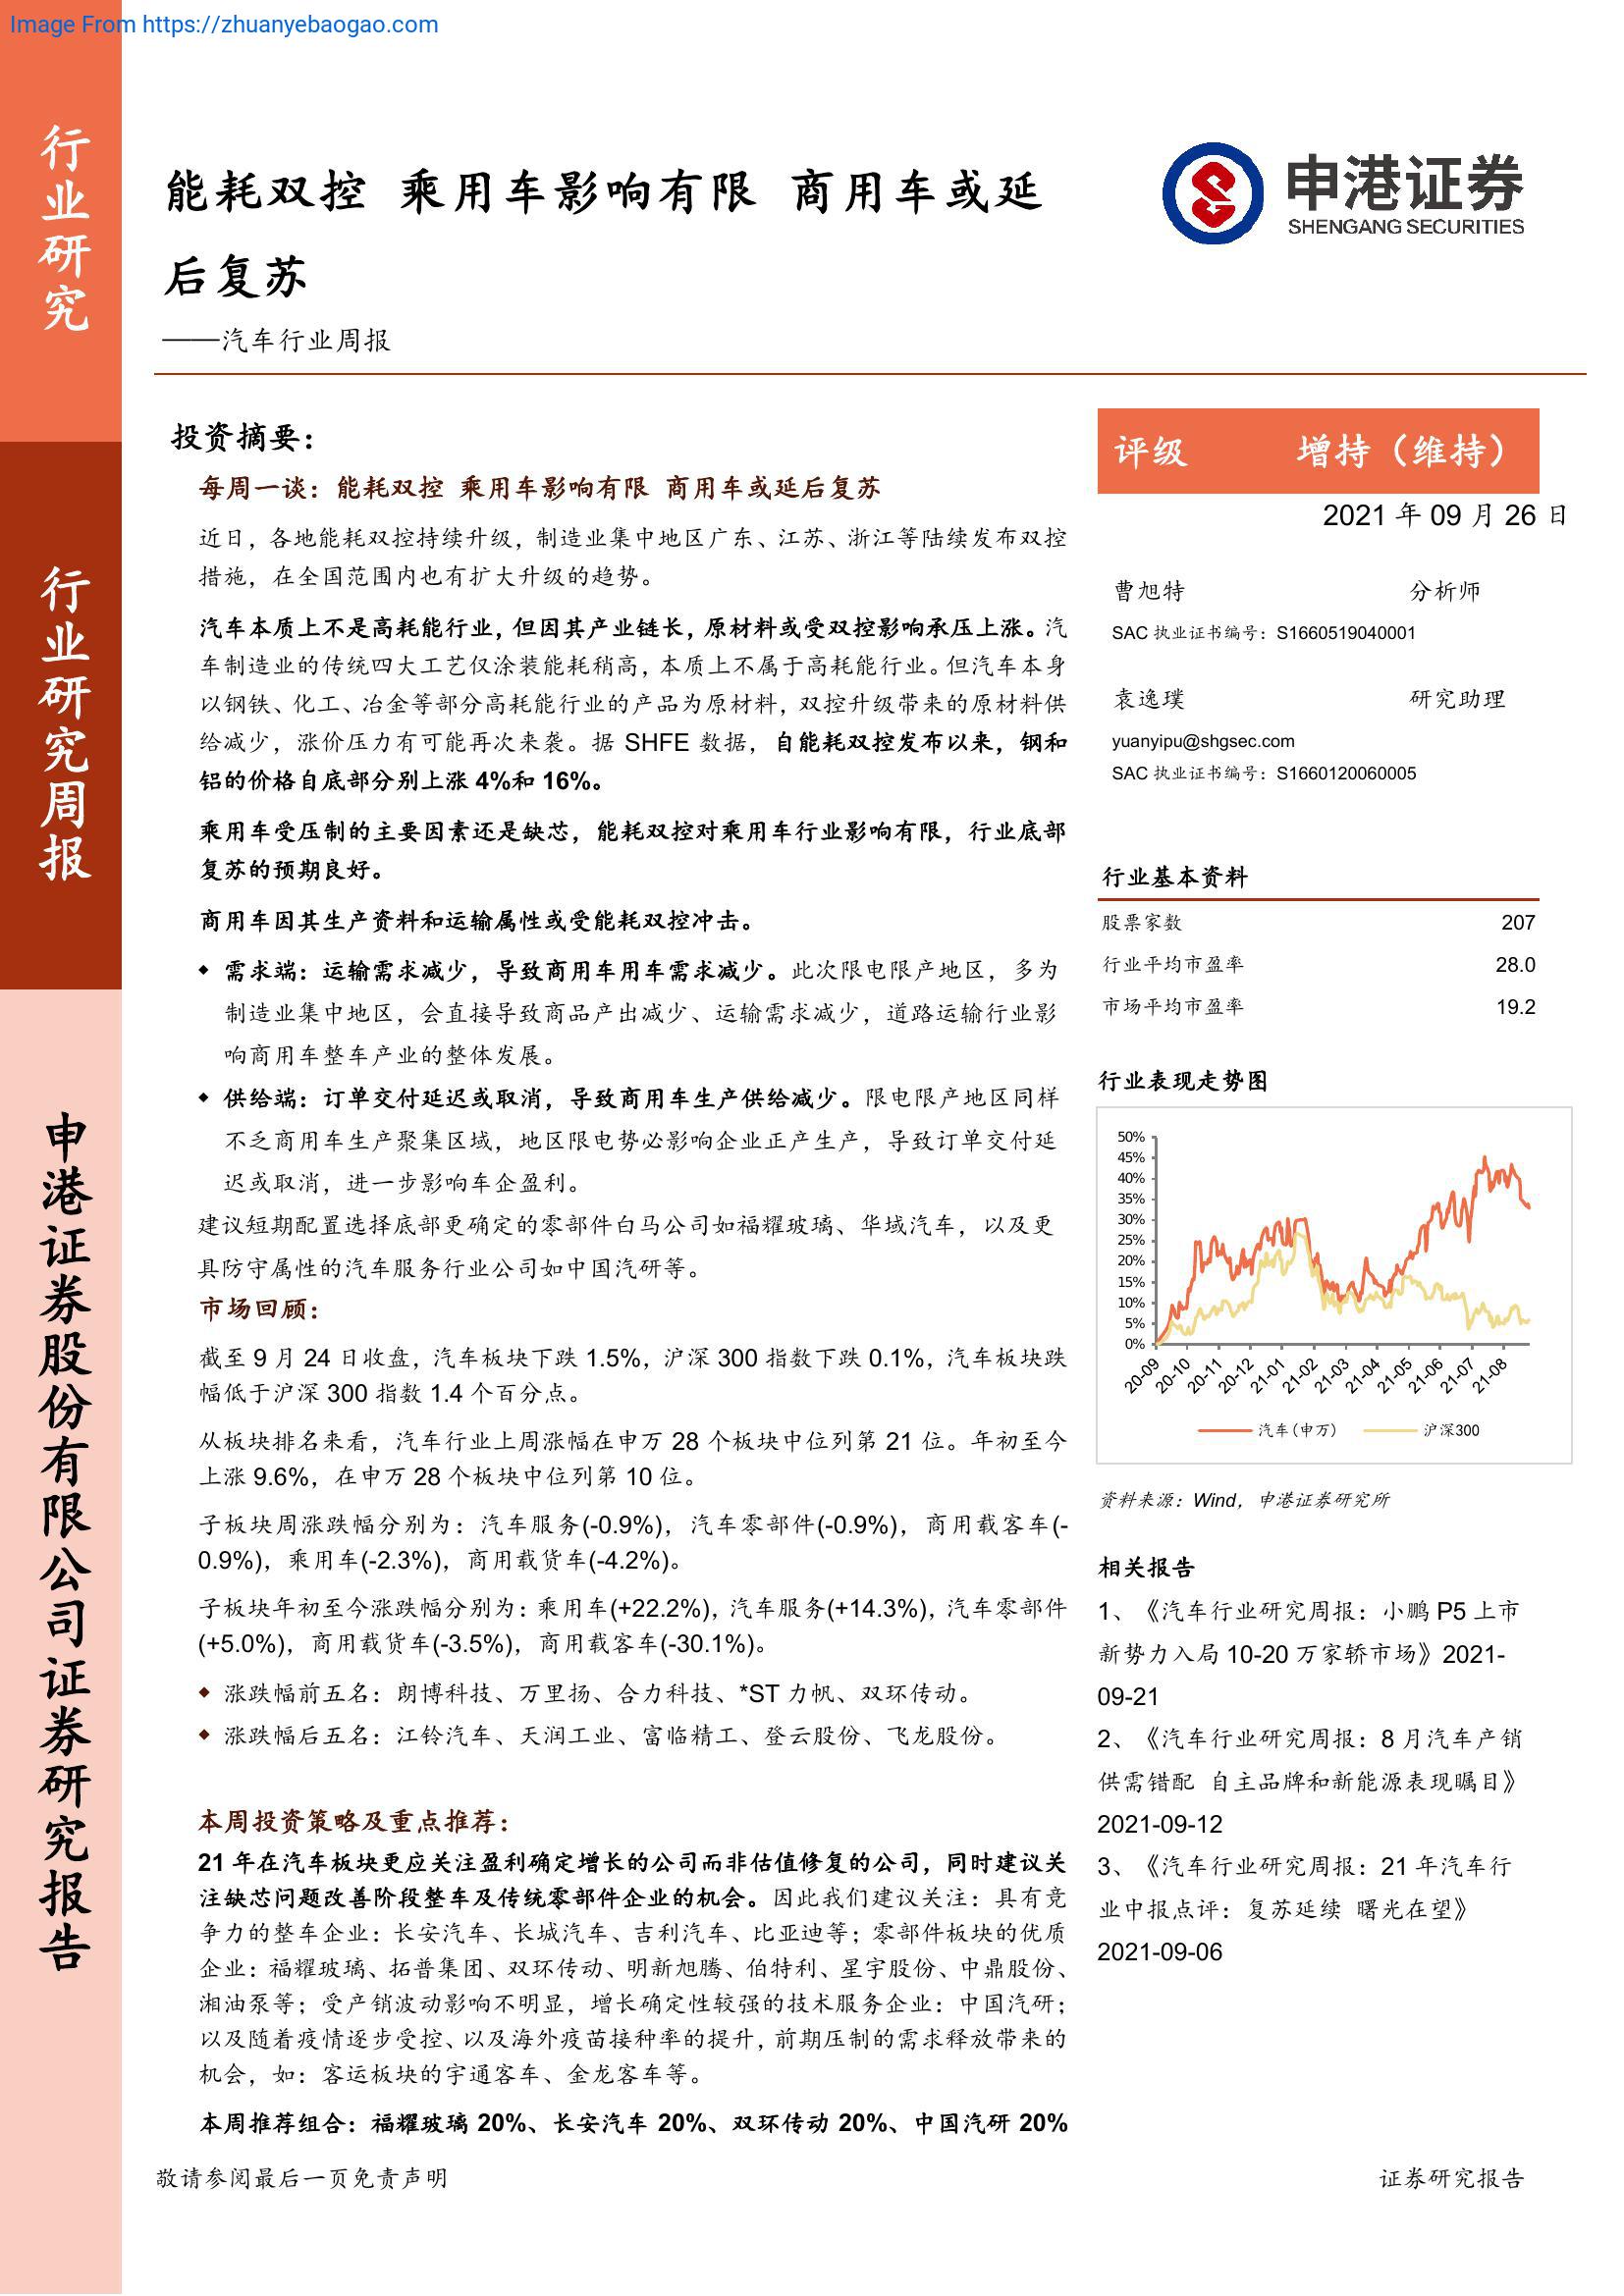 Image From https://zhuanyebaogao.com
行业研究
行业研究周报
申港证券股份有限公司证券研究报告
能耗双控 乘用车影响有限 商用车或延
后复苏
——汽车行业周报
申港证券
SHENGANG SECURITIES
投资摘要：
每周一谈：能耗双控 乘用车影响有限 商用车或延后复苏
近日，各地能耗双控持续升级，制造业集中地区广东、江苏、浙江等陆续发布双控
措施，在全国范围内也有扩大升级的趋势。
汽车本质上不是高耗能行业，但因其产业链长，原材料或受双控影响承压上涨。汽
车制造业的传统四大工艺仅涂装能耗稍高，本质上不属于高耗能行业。但汽车本身
以钢铁、化工、冶金等部分高耗能行业的产品为原材料，双控升级带来的原材料供
给减少，涨价压力有可能再次来袭。据 SHFE 数据，自能耗双控发布以来，钢和
铝的价格自底部分别上涨 4%和 16%。
乘用车受压制的主要因素还是缺芯，能耗双控对乘用车行业影响有限，行业底部
复苏的预期良好。
商用车因其生产资料和运输属性或受能耗双控冲击。
◆ 需求端：运输需求减少，导致商用车用车需求减少。此次限电限产地区，多为
制造业集中地区，会直接导致商品产出减少、运输需求减少，道路运输行业影
响商用车整车产业的整体发展。
◆ 供给端：订单交付延迟或取消，导致商用车生产供给减少。限电限产地区同样
不乏商用车生产聚集区域，地区限电势必影响企业正产生产，导致订单交付延
迟或取消，进一步影响车企盈利。
建议短期配置选择底部更确定的零部件白马公司如福耀玻璃、华域汽车，以及更
具防守属性的汽车服务行业公司如中国汽研等。
市场回顾：
截至 9 月 24 日收盘，汽车板块下跌 1.5%，沪深 300 指数下跌 0.1%，汽车板块跌
幅低于沪深 300 指数 1.4 个百分点。
从板块排名来看，汽车行业上周涨幅在申万 28 个板块中位列第 21 位。年初至今
上涨 9.6%，在申万 28 个板块中位列第 10 位。
子板块周涨跌幅分别为：汽车服务(-0.9%)，汽车零部件(-0.9%)，商用载客车(-
0.9%)，乘用车(-2.3%)，商用载货车(-4.2%)。
子板块年初至今涨跌幅分别为：乘用车(+22.2%)，汽车服务(+14.3%)，汽车零部件
(+5.0%)，商用载货车(-3.5%)，商用载客车(-30.1%)。
◆ 涨跌幅前五名：朗博科技、万里扬、合力科技、*ST 力帆、双环传动。
◆ 涨跌幅后五名：江铃汽车、天润工业、富临精工、登云股份、飞龙股份。
本周投资策略及重点推荐：
21 年在汽车板块更应关注盈利确定增长的公司而非估值修复的公司，同时建议关
注缺芯问题改善阶段整车及传统零部件企业的机会。因此我们建议关注：具有竞
争力的整车企业：长安汽车、长城汽车、吉利汽车、比亚迪等；零部件板块的优质
企业：福耀玻璃、拓普集团、双环传动、明新旭腾、伯特利、星宇股份、中鼎股份、
湘油泵等；受产销波动影响不明显，增长确定性较强的技术服务企业：中国汽研；
以及随着疫情逐步受控、以及海外疫苗接种率的提升，前期压制的需求释放带来的
机会，如：客运板块的宇通客车、金龙客车等。
本周推荐组合：福耀玻璃 20%、长安汽车 20%、双环传动 20%、中国汽研 20%
评级 增持（维持）
2021 年 09 月 26 日
曹旭特 分析师
SAC 执业证书编号：S1660519040001
袁逸璞 研究助理
yuanyipu@shgsec.com
SAC 执业证书编号：S1660120060005
行业基本资料
股票家数 207
行业平均市盈率 28.0
市场平均市盈率 19.2
行业表现走势图
50%
45%
40%
35%
30%
25%
20%
15%
10%
5%
0%
20-09 20-10 20-11 20-12 21-01 21-02 21-03 21-04 21-05 21-06 21-07 21-08
汽车(申万) 沪深300
资料来源：Wind，申港证券研究所
相关报告
1、《汽车行业研究周报：小鹏 P5 上市
新势力入局 10-20 万家轿市场》2021-
09-21
2、《汽车行业研究周报：8 月汽车产销
供需错配 自主品牌和新能源表现瞩目》
2021-09-12
3、《汽车行业研究周报：21 年汽车行
业中报点评：复苏延续 曙光在望》
2021-09-06
敬请参阅最后一页免责声明 证券研究报告